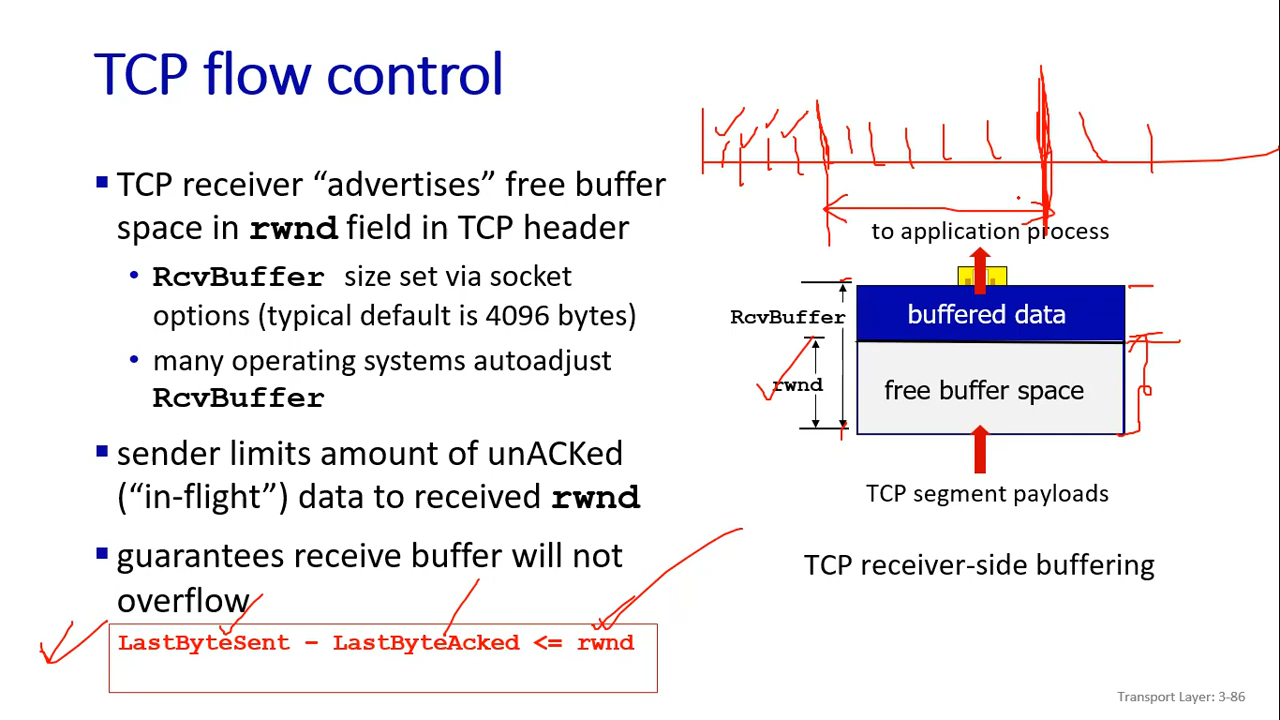 TCP flow control
TCP receiver “advertises” free buffer
space in rwnd field in TCP header
RcvBuffer size set via socket
options (typical default is 4096 bytes)
many operating systems autoadjust
RcvBuffer
sender limits amount of unACKed
(“in-flight”) data to received rwnd
guarantees receive buffer will not
overflow
LastByteSent – LastByteAcked <= rwnd
to application process
RcvBuffer
buffered data
rwnd
free buffer space
TCP segment payloads
TCP receiver-side buffering
Transport Layer: 3-86